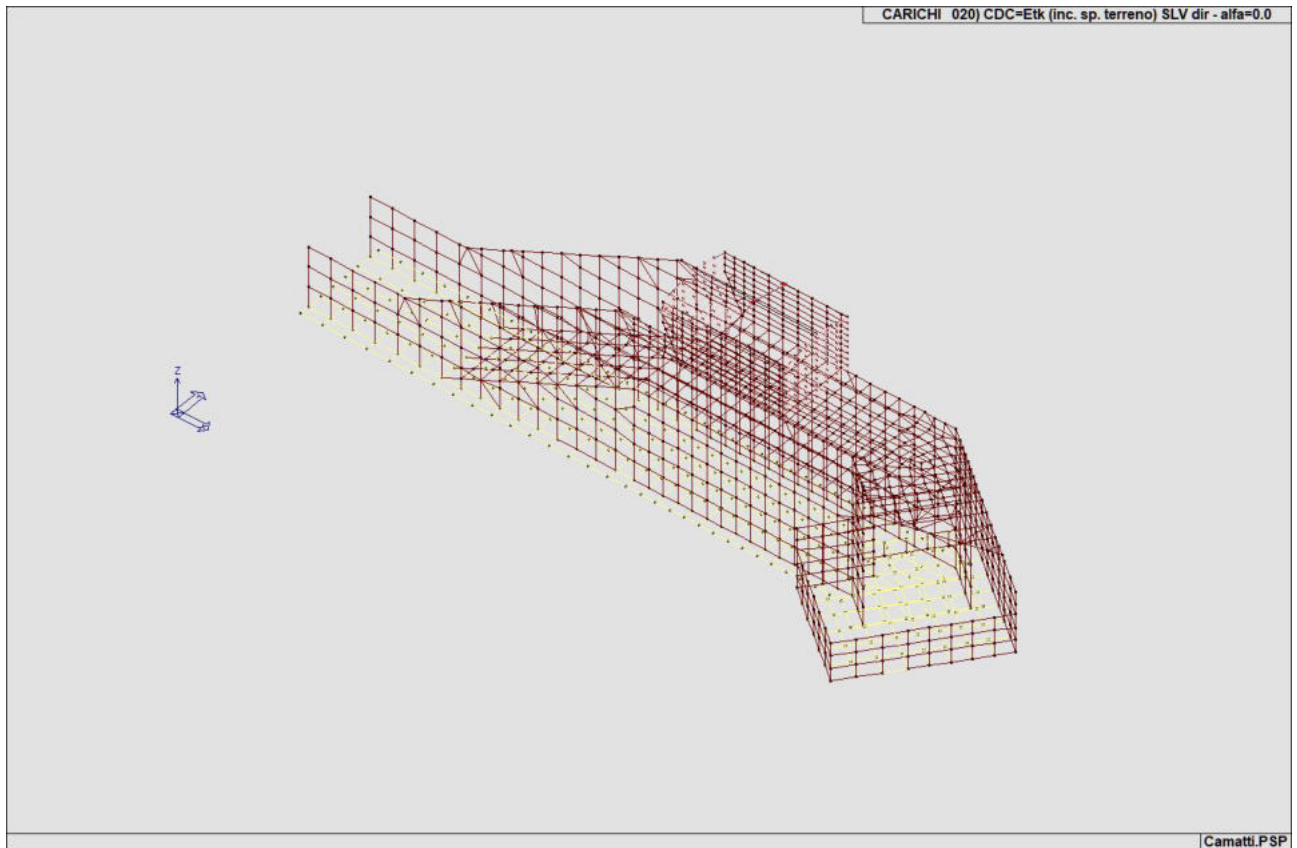 CARICHI 020) CDC=Etk (inc. sp. terreno) SLV dir - alfa=0.0
Z
Camatti.PSP